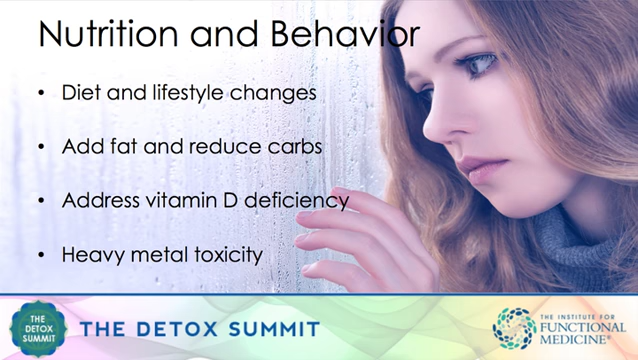 Nutrition and Behavior
• Diet and lifestyle changes
• Add fat and reduce carbs
• Address vitamin D deficiency
• Heavy metal toxicity
THE
DETOX
SUMMIT
THE DETOX SUMMIT
THE INSTITUTE FOR
FUNCTIONAL
MEDICINE®